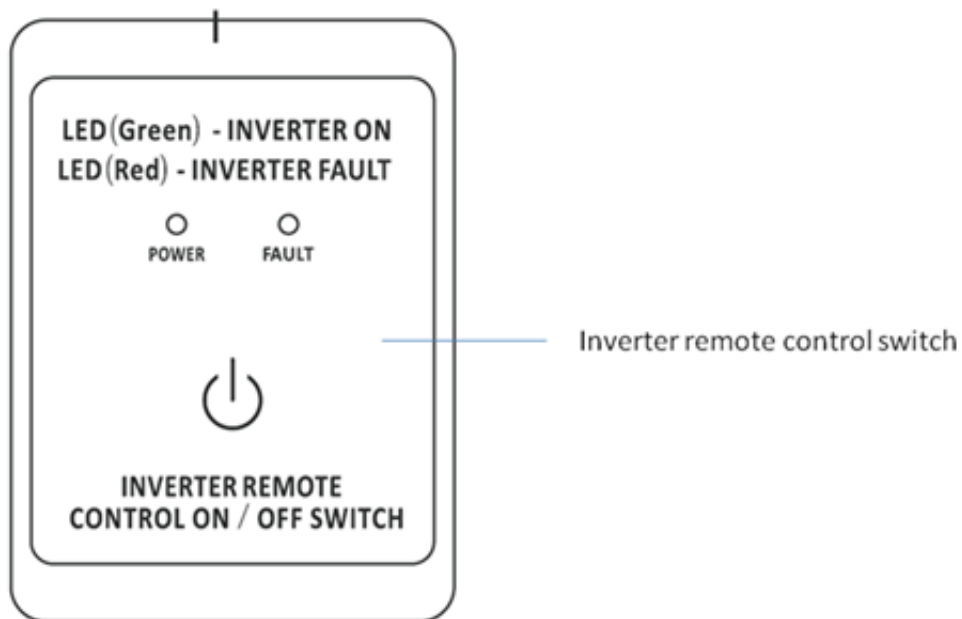 LED(Green) - INVERTER ON
LED(Red) - INVERTER FAULT
POWER FAULT
Inverter remote control switch
INVERTER REMOTE
CONTROL ON / OFF SWITCH